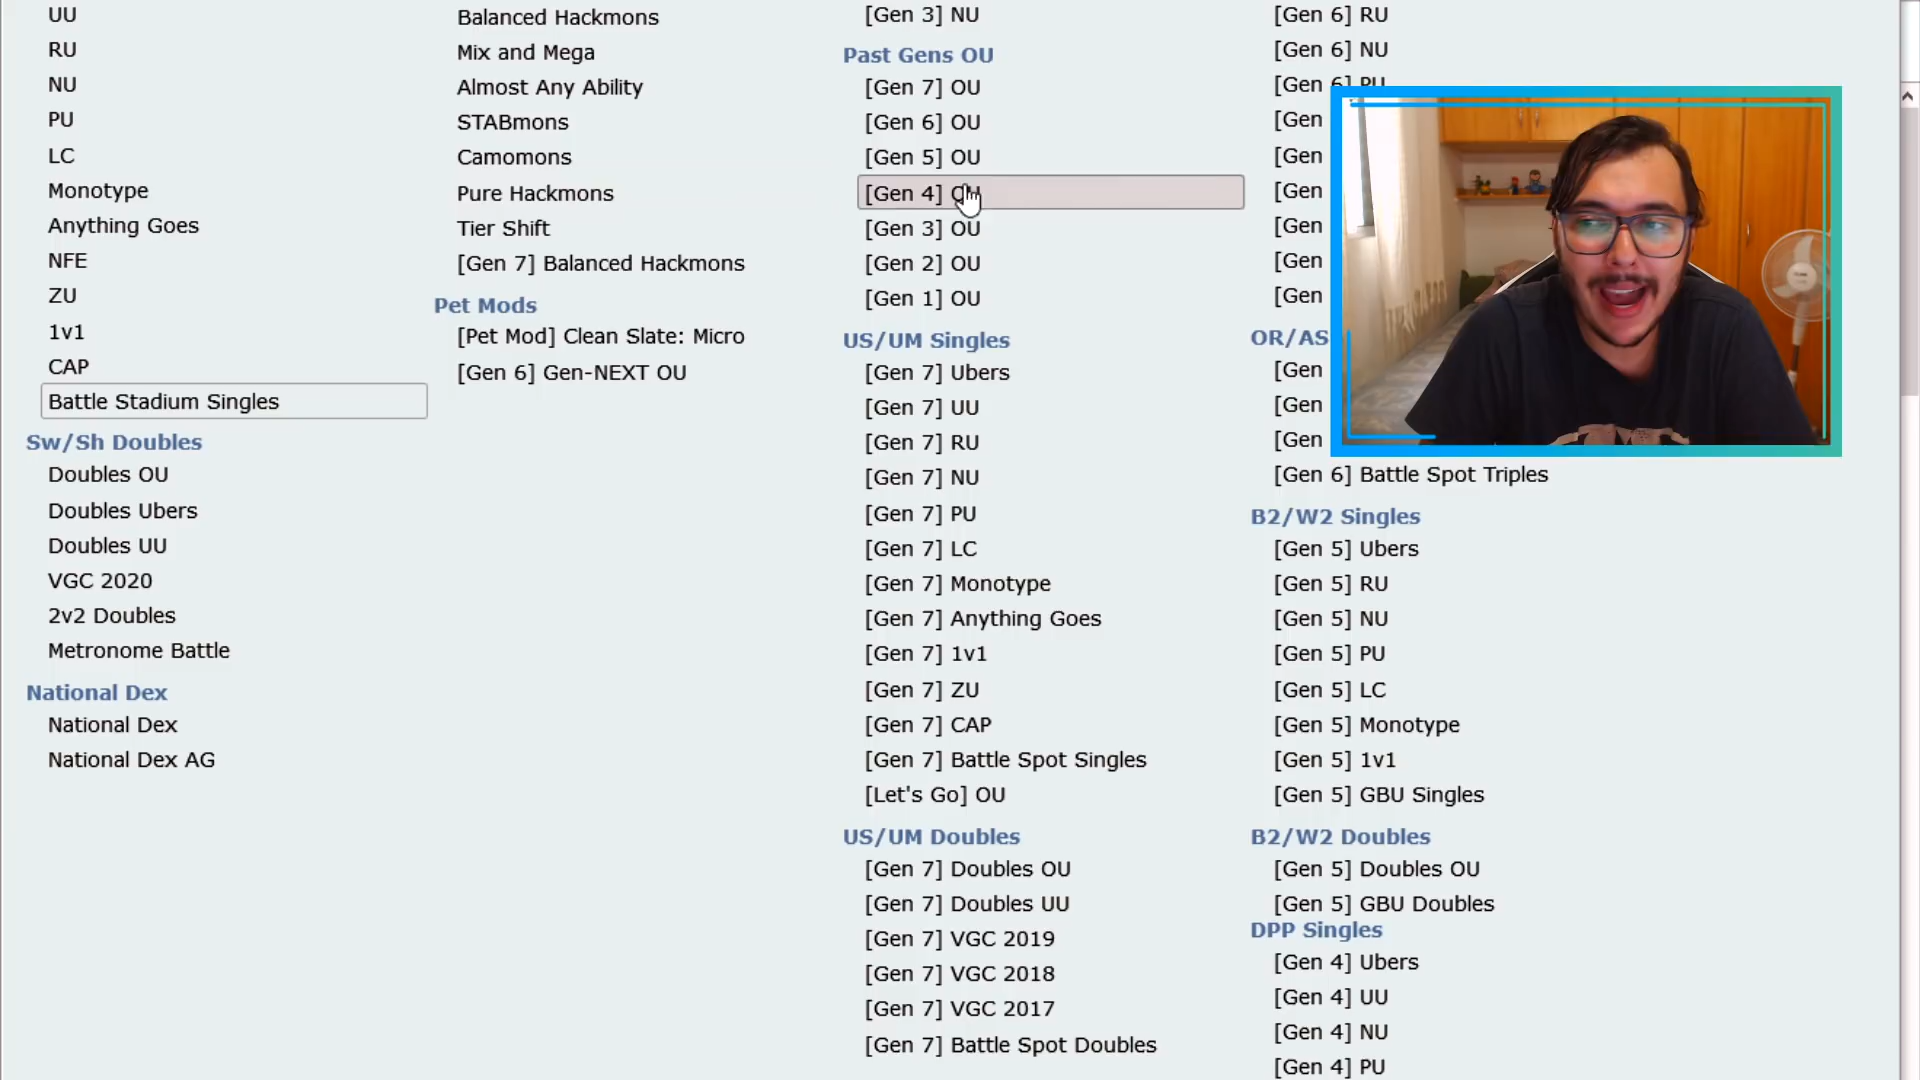 UU
RU
NU
PU
LC
Monotype
Anything Goes
NFE
ZU
1v1
CAP
Battle Stadium Singles
Sw/Sh Doubles
Doubles OU
Doubles Ubers
Doubles UU
VGC 2020
2v2 Doubles
Metronome Battle
National Dex
National Dex
National Dex AG
Balanced Hackmons
Mix and Mega
Almost Any Ability
STABmons
Camomons
Pure Hackmons
Tier Shift
[Gen 7] Balanced Hackmons
Pet Mods
[Pet Mod] Clean Slate: Micro
[Gen 6] Gen-NEXT OU
[Gen 3] NU
Past Gens OU
[Gen 7] OU
[Gen 6] OU
[Gen 5] OU
[Gen 4] OU
[Gen 3] OU
[Gen 2] OU
[Gen 1] OU
US/UM Singles
[Gen 7] Ubers
[Gen 7] UU
[Gen 7] RU
[Gen 7] NU
[Gen 7] PU
[Gen 7] LC
[Gen 7] Monotype
[Gen 7] Anything Goes
[Gen 7] 1v1
[Gen 7] ZU
[Gen 7] CAP
[Gen 7] Battle Spot Singles
[Let's Go] OU
US/UM Doubles
[Gen 7] Doubles OU
[Gen 7] Doubles UU
[Gen 7] VGC 2019
[Gen 7] VGC 2018
[Gen 7] VGC 2017
[Gen 7] Battle Spot Doubles
[Gen 6] RU
[Gen 6] NU
[Gen 6] PU
[Gen
[Gen
[Gen
[Gen
[Gen
[Gen
OR/AS
[Gen
[Gen
[Gen
[Gen 6] Battle Spot Triples
B2/W2 Singles
[Gen 5] Ubers
[Gen 5] RU
[Gen 5] NU
[Gen 5] PU
[Gen 5] LC
[Gen 5] Monotype
[Gen 5] 1v1
[Gen 5] GBU Singles
B2/W2 Doubles
[Gen 5] Doubles OU
[Gen 5] GBU Doubles
DPP Singles
[Gen 4] Ubers
[Gen 4] UU
[Gen 4] NU
[Gen 4] PU